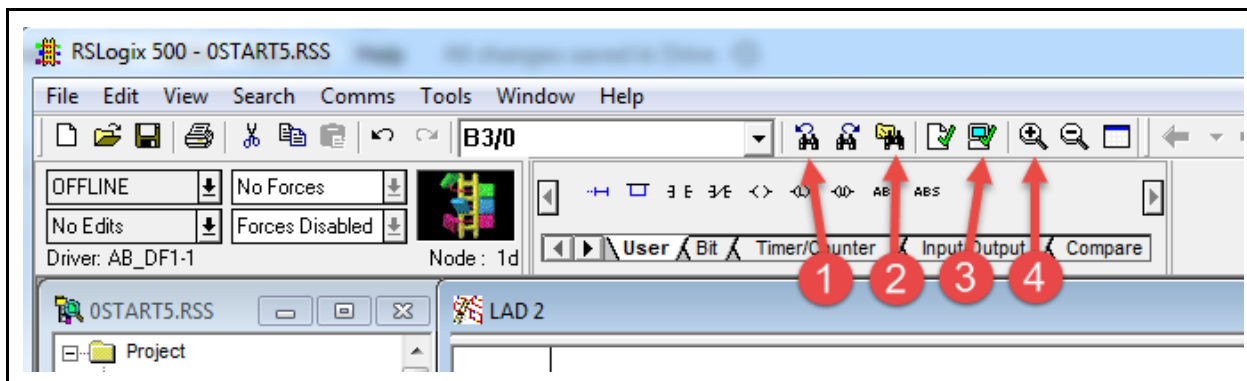 RSLogix 500 - 0START5.RSS
File Edit View Search Comms Tools Window Help
B3/0
OFFLINE No Forces
No Edits Forces Disabled
Driver: AB_DF1-1 Node : 1d
ABS
User Bit Timer/Counter Input/Output Compare
1 2 3 4
0START5.RSS LAD 2
Project